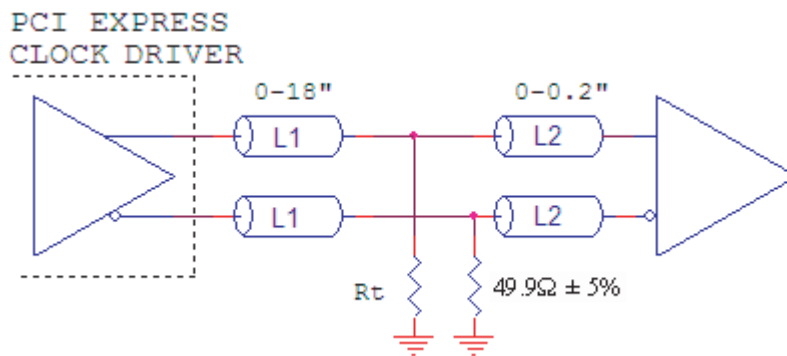 PCI EXPRESS
CLOCK DRIVER
0-18"
0-0.2"
L1
L2
L1
L2
Rt
49.9Ω ± 5%